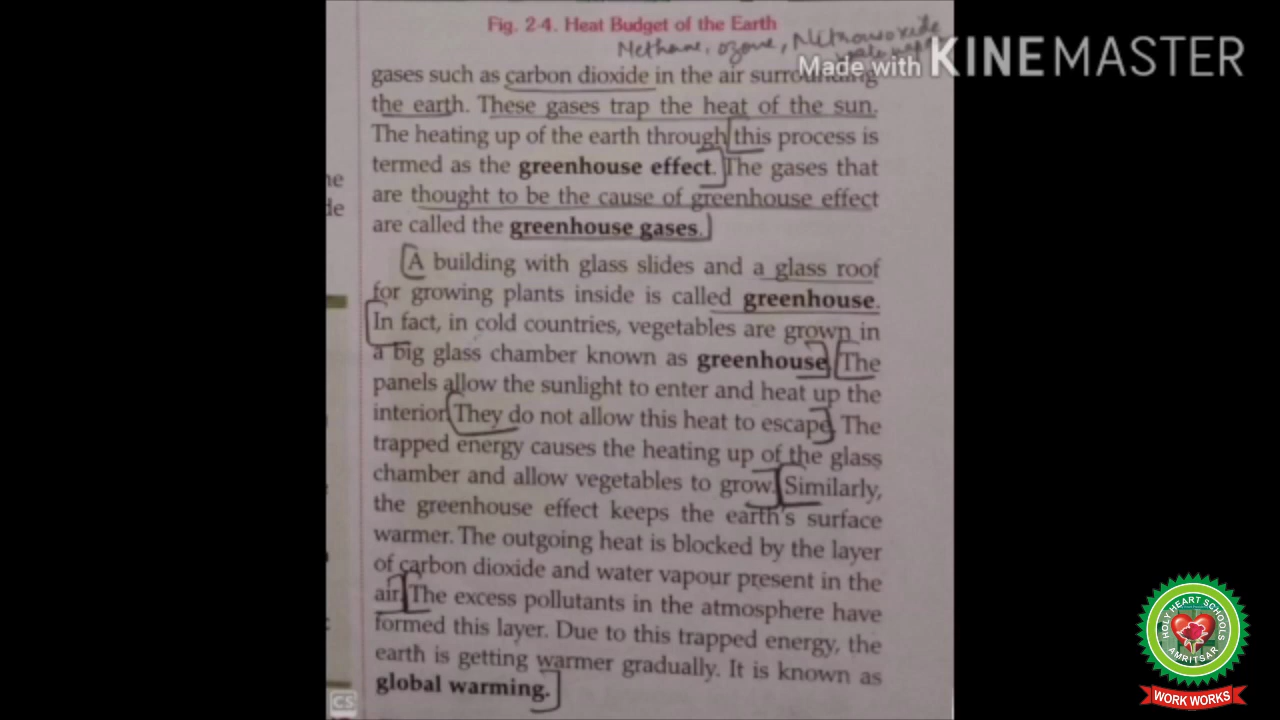 Fig. 2·4. Heat Budget of the Earth
Methane, ozone, Nitrousoxide
water vapour
Made with KINEMASTER
gases such as carbon dioxide in the air surrounding
the earth. These gases trap the heat of the sun.
The heating up of the earth through this process is
termed as the greenhouse effect. The gases that
are thought to be the cause of greenhouse effect
are called the greenhouse gases.
A building with glass slides and a glass roof
for growing plants inside is called greenhouse.
In fact, in cold countries, vegetables are grown in
a big glass chamber known as greenhouse. The
panels allow the sunlight to enter and heat up the
interior. They do not allow this heat to escape. The
trapped energy causes the heating up of the glass
chamber and allow vegetables to grow. Similarly,
the greenhouse effect keeps the earth's surface
warmer. The outgoing heat is blocked by the layer
of carbon dioxide and water vapour present in the
air. The excess pollutants in the atmosphere have
formed this layer. Due to this trapped energy, the
earth is getting warmer gradually. It is known as
global warming.
CS
HOLY HEART SCHOOLS
AMRITSAR
WORK WORKS